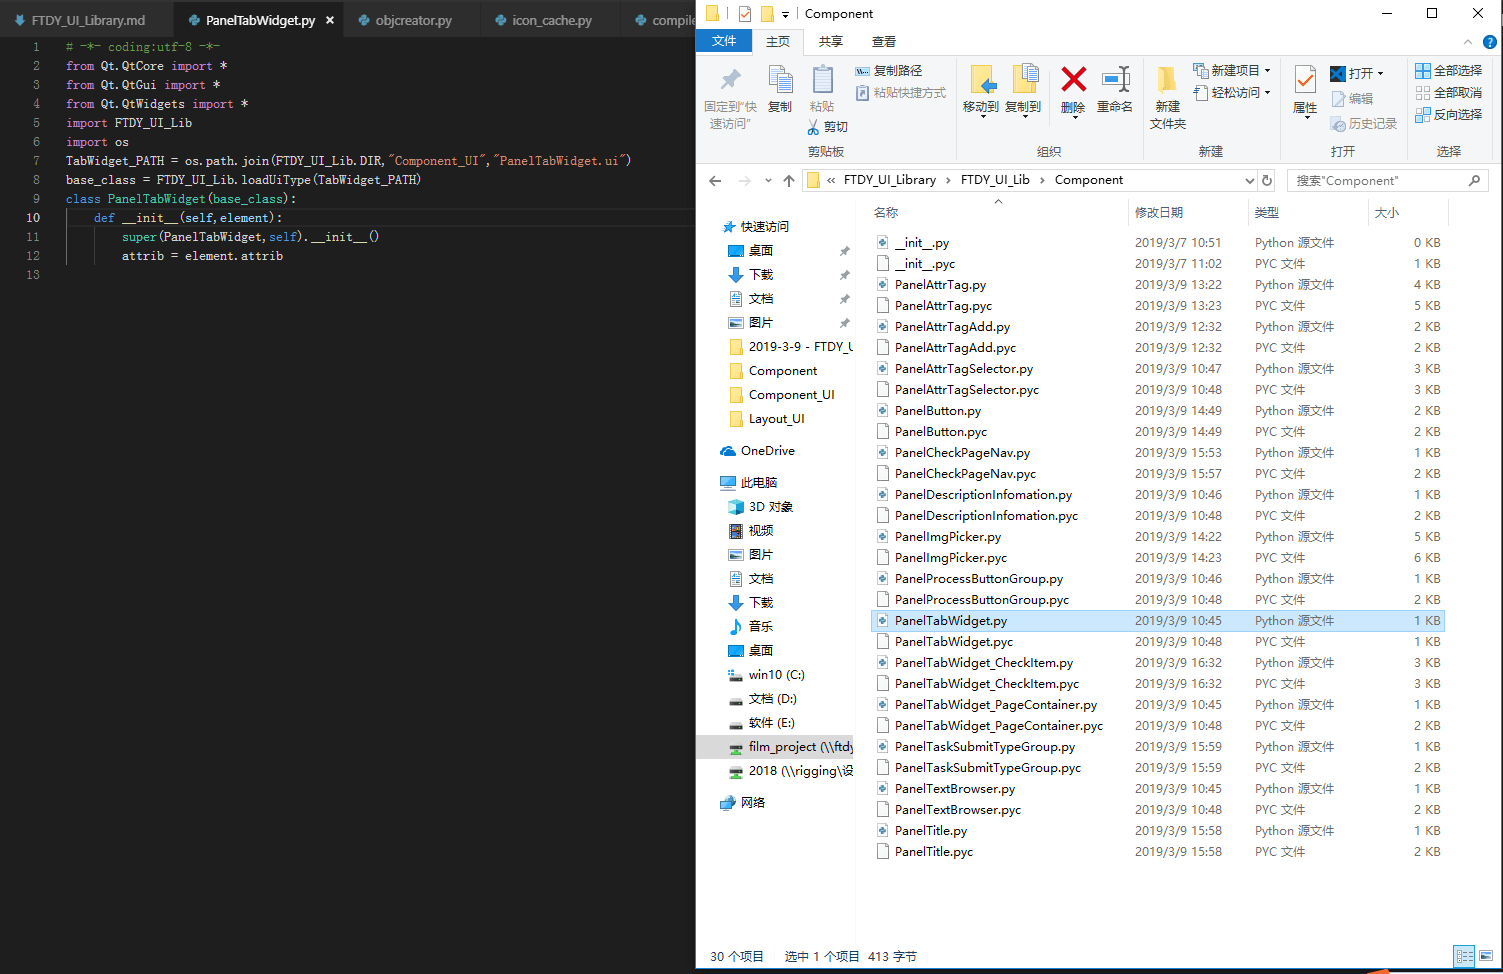 FTDY_UI_Library.md
PanelTabWidget.py ×
objcreator.py
icon_cache.py
compile
1 # -*- coding:utf-8 -*-
2 from Qt.QtCore import *
3 from Qt.QtGui import *
4 from Qt.QtWidgets import *
5 import FTDY_UI_Lib
6 import os
7 TabWidget_PATH = os.path.join(FTDY_UI_Lib.DIR,"Component_UI","PanelTabWidget.ui")
8 base_class = FTDY_UI_Lib.loadUiType(TabWidget_PATH)
9 class PanelTabWidget(base_class):
10 def __init__(self,element):
11 super(PanelTabWidget,self).__init__()
12 attrib = element.attrib
13
Component
文件 主页 共享 查看
固定到“快
速访问”
复制
粘贴
复制路径
粘贴快捷方式
剪切
剪贴板
移动到 复制到 删除 重命名
组织
新建
文件夹
新建项目
轻松访问
新建
属性
打开
编辑
历史记录
打开
全部选择
全部取消
反向选择
选择
« FTDY_UI_Library › FTDY_UI_Lib › Component
搜索"Component"
快速访问
桌面
下载
文档
图片
2019-3-9 - FTDY_U
Component
Component_UI
Layout_UI
OneDrive
此电脑
3D 对象
视频
图片
文档
下载
音乐
桌面
win10 (C:)
文档 (D:)
软件 (E:)
film_project (\\ftdy
2018 (\\rigging\设
网络
名称 修改日期 类型 大小
__init__.py 2019/3/7 10:51 Python 源文件 0 KB
__init__.pyc 2019/3/7 11:02 PYC 文件 1 KB
PanelAttrTag.py 2019/3/9 13:22 Python 源文件 4 KB
PanelAttrTag.pyc 2019/3/9 13:23 PYC 文件 5 KB
PanelAttrTagAdd.py 2019/3/9 12:32 Python 源文件 2 KB
PanelAttrTagAdd.pyc 2019/3/9 12:32 PYC 文件 2 KB
PanelAttrTagSelector.py 2019/3/9 10:47 Python 源文件 3 KB
PanelAttrTagSelector.pyc 2019/3/9 10:48 PYC 文件 3 KB
PanelButton.py 2019/3/9 14:49 Python 源文件 2 KB
PanelButton.pyc 2019/3/9 14:49 PYC 文件 2 KB
PanelCheckPageNav.py 2019/3/9 15:53 Python 源文件 1 KB
PanelCheckPageNav.pyc 2019/3/9 15:57 PYC 文件 2 KB
PanelDescriptionInfomation.py 2019/3/9 10:46 Python 源文件 1 KB
PanelDescriptionInfomation.pyc 2019/3/9 10:48 PYC 文件 2 KB
PanelImgPicker.py 2019/3/9 14:22 Python 源文件 5 KB
PanelImgPicker.pyc 2019/3/9 14:23 PYC 文件 6 KB
PanelProcessButtonGroup.py 2019/3/9 10:46 Python 源文件 1 KB
PanelProcessButtonGroup.pyc 2019/3/9 10:48 PYC 文件 2 KB
PanelTabWidget.py 2019/3/9 10:45 Python 源文件 1 KB
PanelTabWidget.pyc 2019/3/9 10:48 PYC 文件 1 KB
PanelTabWidget_CheckItem.py 2019/3/9 16:32 Python 源文件 3 KB
PanelTabWidget_CheckItem.pyc 2019/3/9 16:32 PYC 文件 3 KB
PanelTabWidget_PageContainer.py 2019/3/9 10:45 Python 源文件 1 KB
PanelTabWidget_PageContainer.pyc 2019/3/9 10:48 PYC 文件 2 KB
PanelTaskSubmitTypeGroup.py 2019/3/9 15:59 Python 源文件 1 KB
PanelTaskSubmitTypeGroup.pyc 2019/3/9 15:59 PYC 文件 2 KB
PanelTextBrowser.py 2019/3/9 10:45 Python 源文件 1 KB
PanelTextBrowser.pyc 2019/3/9 10:48 PYC 文件 2 KB
PanelTitle.py 2019/3/9 15:58 Python 源文件 1 KB
PanelTitle.pyc 2019/3/9 15:58 PYC 文件 2 KB
30 个项目 选中 1 个项目 413 字节